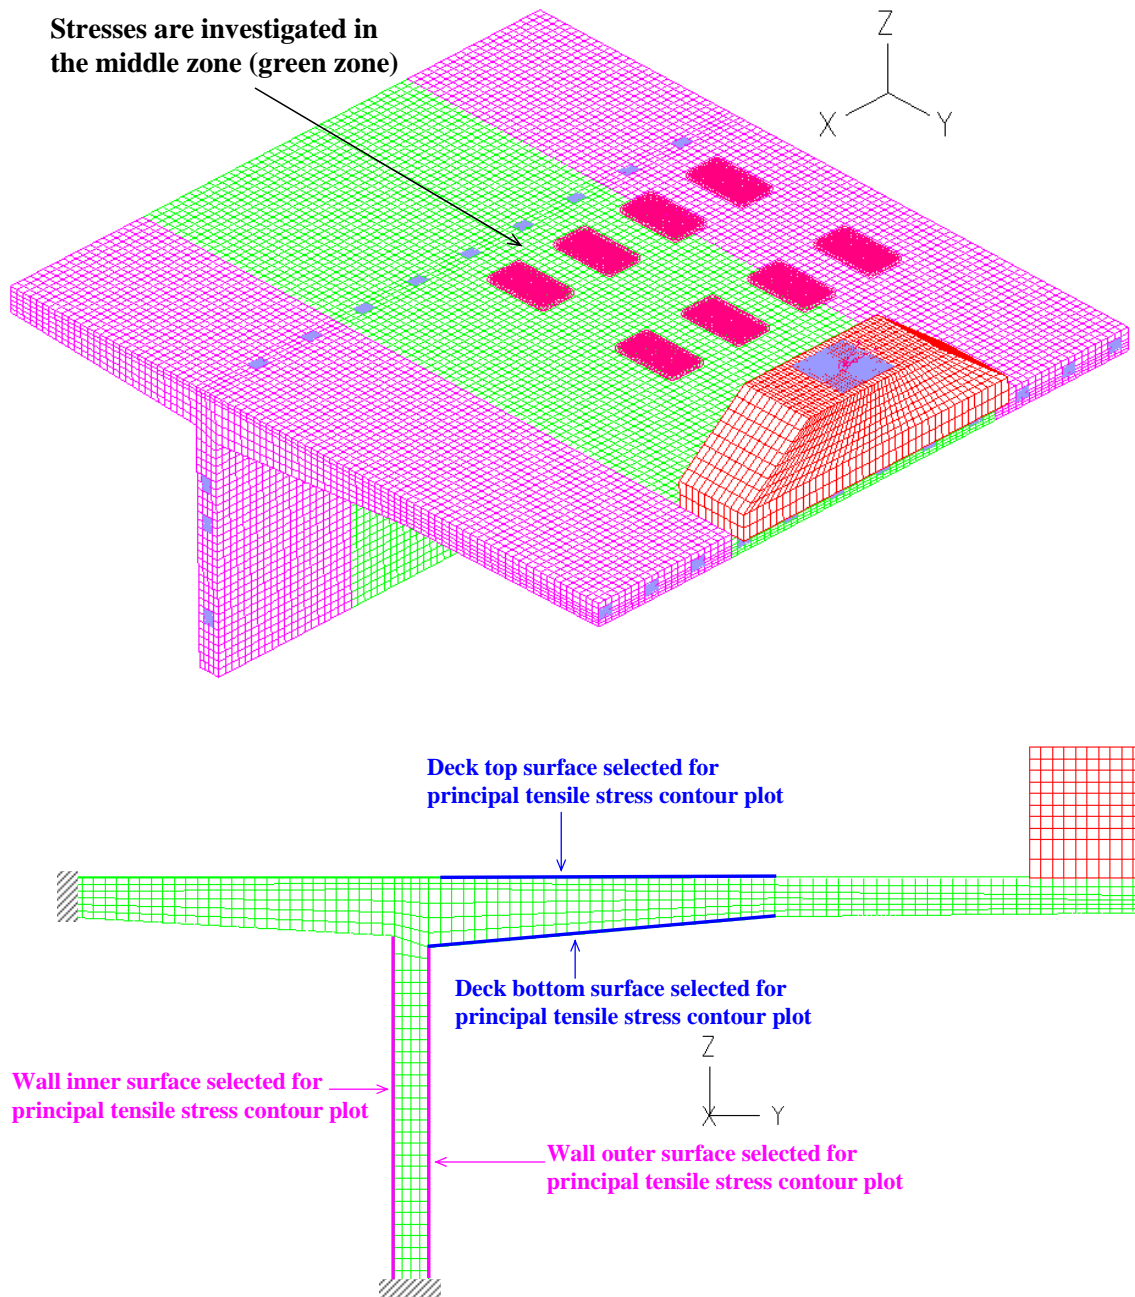 Stresses are investigated in
the middle zone (green zone)
Z
X
Y
Deck top surface selected for
principal tensile stress contour plot
Deck bottom surface selected for
principal tensile stress contour plot
Z
X
Y
Wall inner surface selected for
principal tensile stress contour plot
Wall outer surface selected for
principal tensile stress contour plot